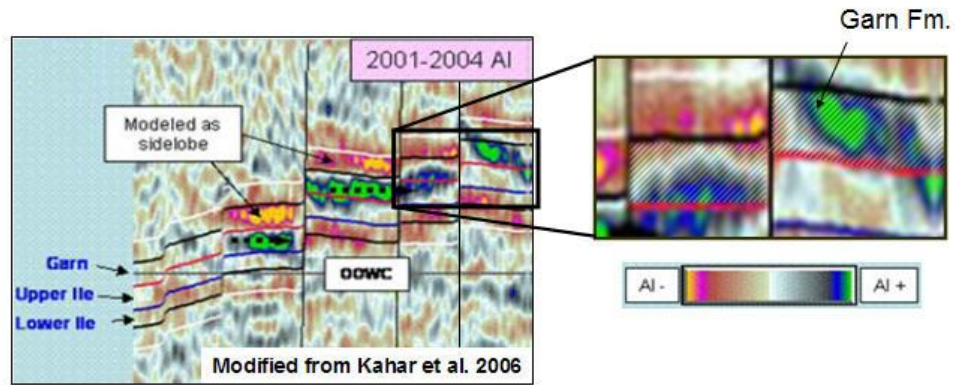 Garn Fm.
2001-2004 AI
Modeled as
sidelobe
Garn
Upper Ile
Lower Ile
OOWC
AI -
AI +
Modified from Kahar et al. 2006